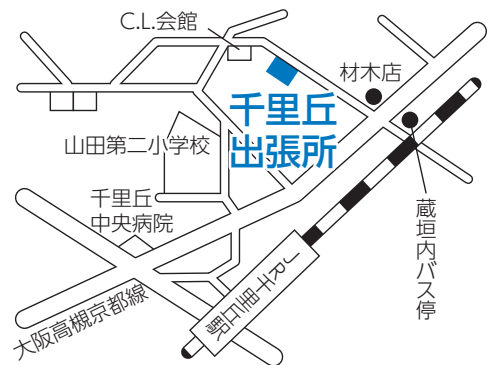 C.L.会館
材木店
千里丘
出張所
山田第二小学校
千里丘
中央病院
蔵垣内バス停
JR千里丘駅
大阪高槻京都線